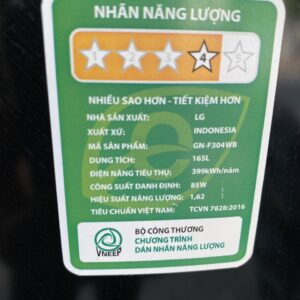 NHÃN NĂNG LƯỢNG
1 2 3 4 5
NHIỀU SAO HƠN - TIẾT KIỆM HƠN
NHÀ SẢN XUẤT: LG
XUẤT XỨ: INDONESIA
MÃ SẢN PHẨM: GN-F304WB
DUNG TÍCH: 165L
ĐIỆN NĂNG TIÊU THỤ: 399kWh/năm
CÔNG SUẤT DANH ĐỊNH: 85W
HIỆU SUẤT NĂNG LƯỢNG: 1,62
TIÊU CHUẨN VIỆT NAM: TCVN 7828:2016
BỘ CÔNG THƯƠNG
CHƯƠNG TRÌNH
DÁN NHÃN NĂNG LƯỢNG
VNEEP